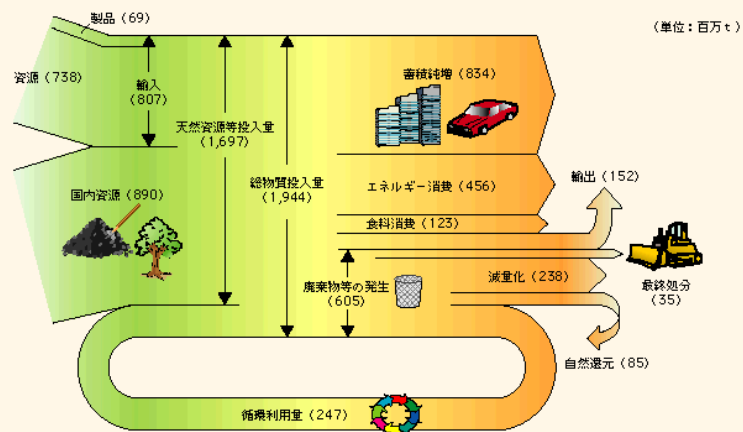 製品（69）
（単位：百万ｔ）
資源（738）
輸入
（807）
天然資源等投入量
（1,697）
蓄積純増（834）
総物質投入量
（1,944）
国内資源（890）
エネルギー消費（456）
輸出（152）
食料消費（123）
廃棄物等の発生
（605）
減量化（238）
最終処分
（35）
自然還元（85）
循環利用量（247）